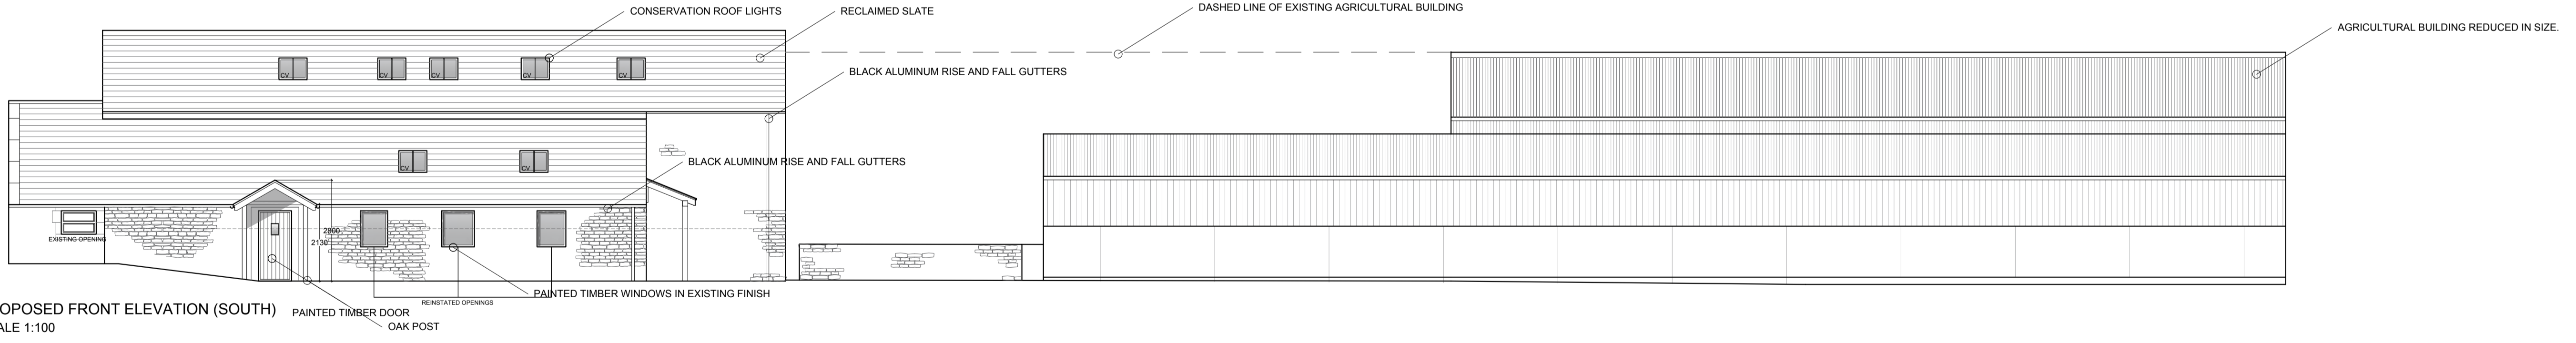 CONSERVATION ROOF LIGHTS
RECLAIMED SLATE
DASHED LINE OF EXISTING AGRICULTURAL BUILDING
AGRICULTURAL BUILDING REDUCED IN SIZE.
BLACK ALUMINUM RISE AND FALL GUTTERS
CV
CV
CV
CV
CV
BLACK ALUMINUM RISE AND FALL GUTTERS
CV
CV
EXISTING OPENING
2800
2130
PAINTED TIMBER WINDOWS IN EXISTING FINISH
REINSTATED OPENINGS
OPOSED FRONT ELEVATION (SOUTH)
PAINTED TIMBER DOOR
ALE 1:100
OAK POST